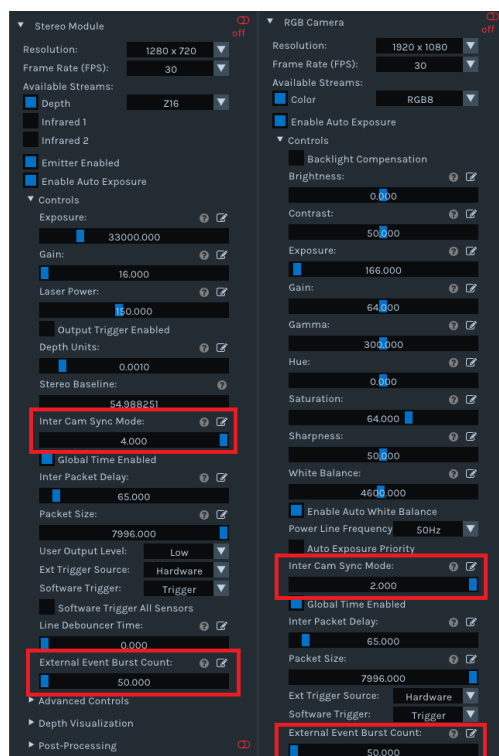 Stereo Module
off
Resolution:
1280 x 720
Frame Rate (FPS):
30
Available Streams:
Depth
Z16
Infrared 1
Infrared 2
Emitter Enabled
Enable Auto Exposure
Controls
Exposure:
33000.000
Gain:
16.000
Laser Power:
150.000
Output Trigger Enabled
Depth Units:
0.0010
Stereo Baseline:
54.988251
Inter Cam Sync Mode:
4.000
Global Time Enabled
Inter Packet Delay:
65.000
Packet Size:
7996.000
User Output Level:
Low
Ext Trigger Source:
Hardware
Software Trigger:
Trigger
Software Trigger All Sensors
Line Debouncer Time:
0.000
External Event Burst Count:
50.000
Advanced Controls
Depth Visualization
Post-Processing
RGB Camera
off
Resolution:
1920 x 1080
Frame Rate (FPS):
30
Available Streams:
Color
RGB8
Enable Auto Exposure
Controls
Backlight Compensation
Brightness:
0.000
Contrast:
50.000
Exposure:
166.000
Gain:
64.000
Gamma:
300.000
Hue:
0.000
Saturation:
64.000
Sharpness:
50.000
White Balance:
4600.000
Enable Auto White Balance
Power Line Frequency
50Hz
Auto Exposure Priority
Inter Cam Sync Mode:
2.000
Global Time Enabled
Inter Packet Delay:
65.000
Packet Size:
7996.000
Ext Trigger Source:
Hardware
Software Trigger:
Trigger
External Event Burst Count:
50.000